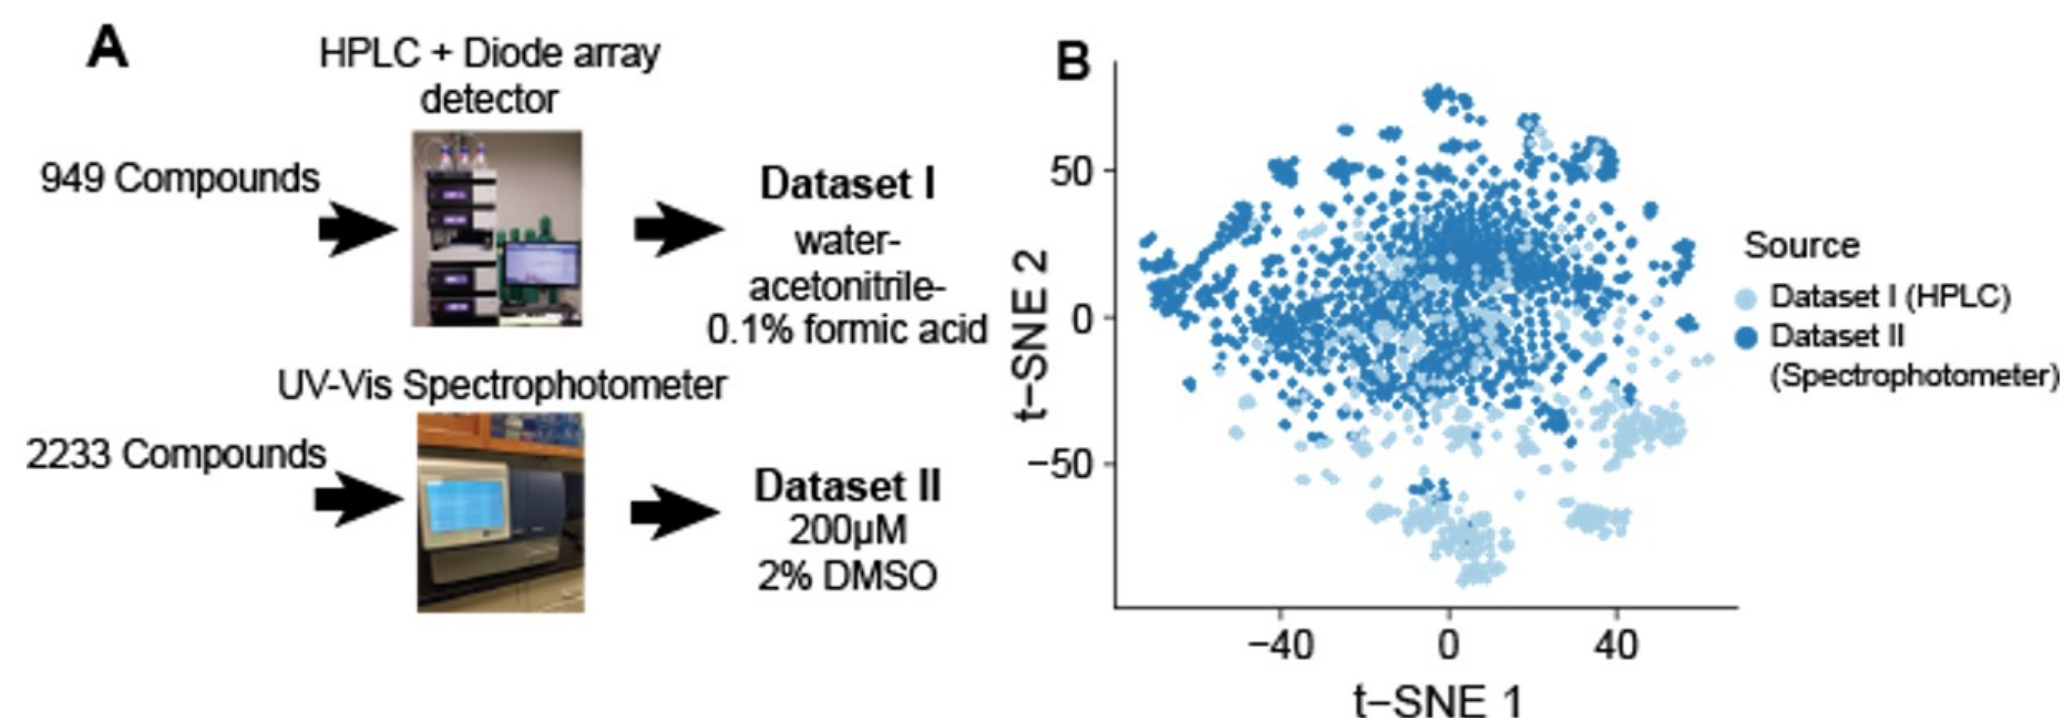 A
HPLC + Diode array
detector
949 Compounds
Dataset I
water-
acetonitrile-
0.1% formic acid
UV-Vis Spectrophotometer
2233 Compounds
Dataset II
200µM
2% DMSO
B
50
0
−50
t−SNE 2
−40
0
40
t−SNE 1
Source
Dataset I (HPLC)
Dataset II
(Spectrophotometer)